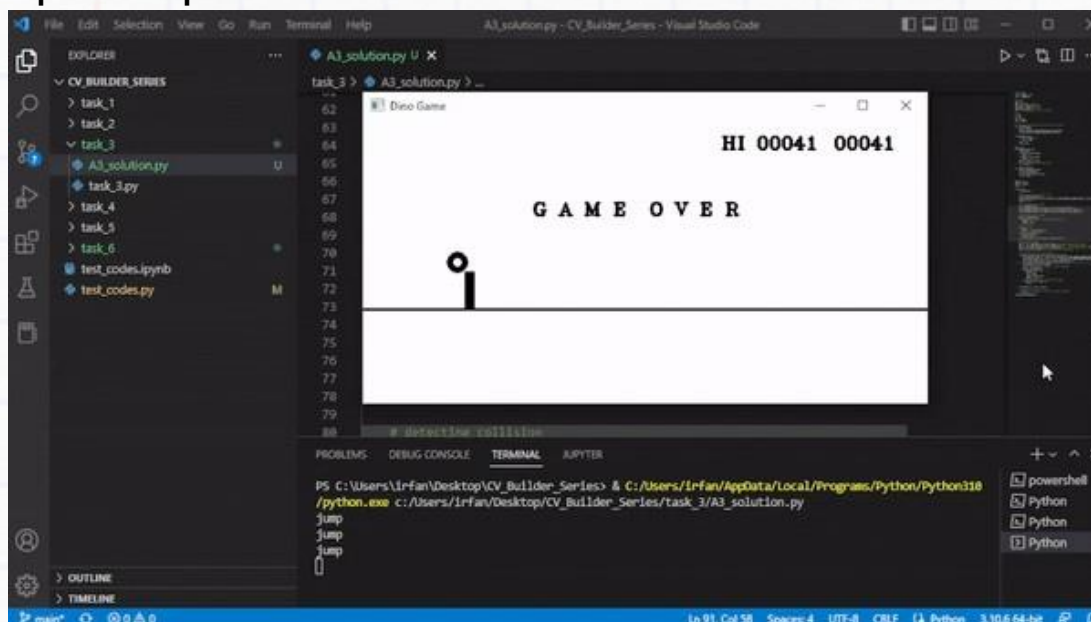 File Edit Selection View Go Run Terminal Help
A3_solution.py - CV_Builder_Series - Visual Studio Code
EXPLORER
CV_BUILDER_SERIES
task_1
task_2
task_3
A3_solution.py U
task_3.py
task_4
task_5
task_6
test_codes.ipynb
test_codes.py M
OUTLINE
TIMELINE
A3_solution.py U
task_3 > A3_solution.py > ...
62
63
64
65
66
67
68
69
70
71
72
73
74
75
76
77
78
79
80 # detecting collision
Dino Game
HI 00041 00041
GAME OVER
PROBLEMS DEBUG CONSOLE TERMINAL JUPYTER
PS C:\Users\irfan\Desktop\CV_Builder_Series> & C:/Users/irfan/AppData/Local/Programs/Python/Python310
/python.exe c:/Users/irfan/Desktop/CV_Builder_Series/task_3/A3_solution.py
jump
jump
jump
powershell
Python
Python
Python
main* 0 0 Ln 91, Col 58 Spaces: 4 UTF-8 CRLF Python 3.10.6 64-bit